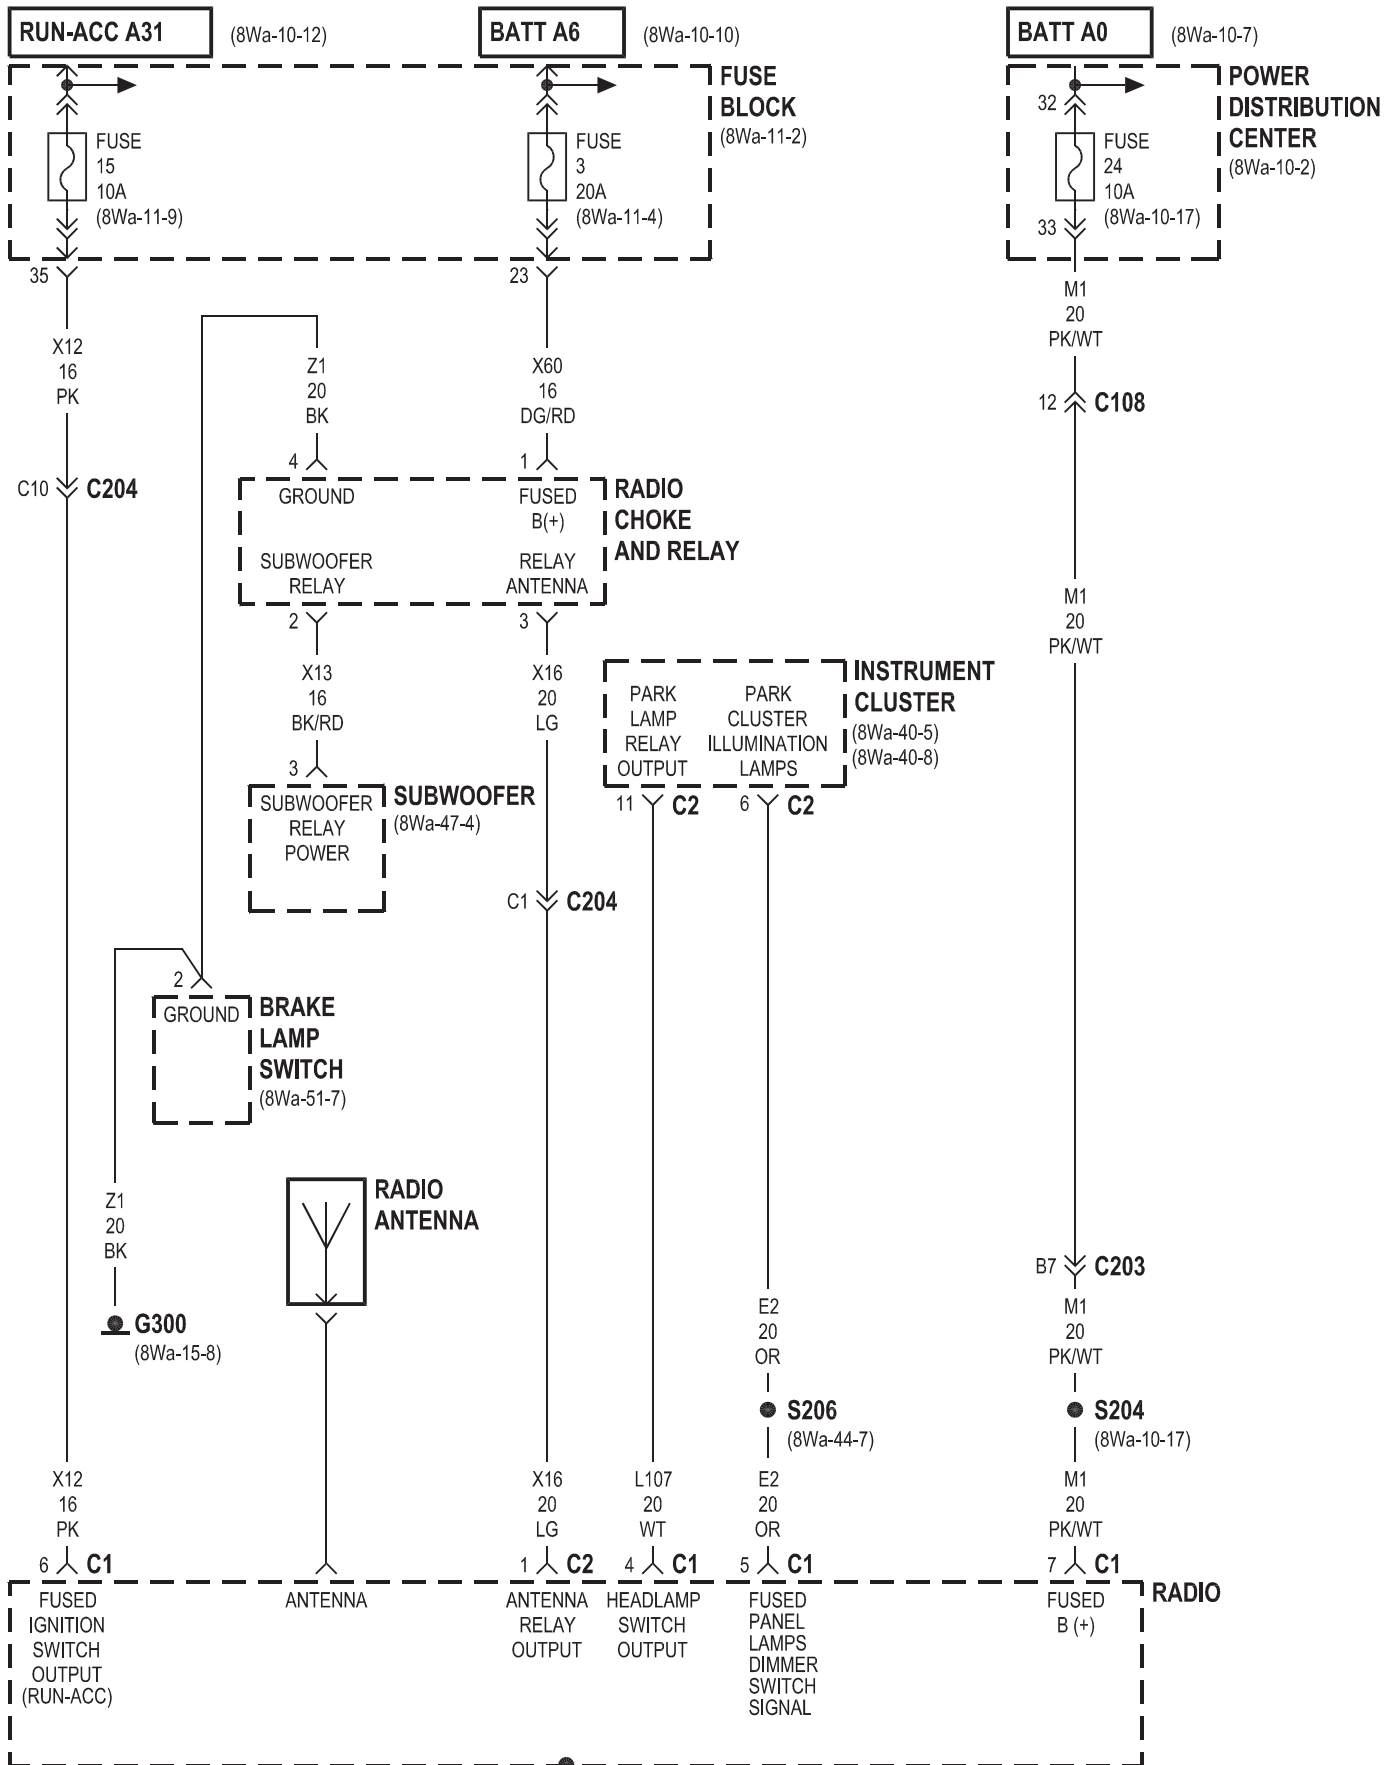 RUN-ACC A31 (8Wa-10-12)
BATT A6 (8Wa-10-10)
BATT A0 (8Wa-10-7)
FUSE
15
10A
(8Wa-11-9)
FUSE
3
20A
(8Wa-11-4)
FUSE
BLOCK
(8Wa-11-2)
32
FUSE
24
10A
(8Wa-10-17)
33
POWER
DISTRIBUTION
CENTER
(8Wa-10-2)
35
23
X12
16
PK
Z1
20
BK
X60
16
DG/RD
M1
20
PK/WT
12 C108
C10 C204
4
1
GROUND
FUSED
B(+)
SUBWOOFER
RELAY
RELAY
ANTENNA
RADIO
CHOKE
AND RELAY
2
3
X13
16
BK/RD
X16
20
LG
M1
20
PK/WT
PARK
LAMP
RELAY
OUTPUT
PARK
CLUSTER
ILLUMINATION
LAMPS
INSTRUMENT
CLUSTER
(8Wa-40-5)
(8Wa-40-8)
3
SUBWOOFER
RELAY
POWER
SUBWOOFER
(8Wa-47-4)
11 C2
6 C2
C1 C204
2
GROUND
BRAKE
LAMP
SWITCH
(8Wa-51-7)
Z1
20
BK
RADIO
ANTENNA
G300
(8Wa-15-8)
B7 C203
E2
20
OR
M1
20
PK/WT
S206
(8Wa-44-7)
S204
(8Wa-10-17)
X12
16
PK
X16
20
LG
L107
20
WT
E2
20
OR
M1
20
PK/WT
6 C1
1 C2
4 C1
5 C1
7 C1
FUSED
IGNITION
SWITCH
OUTPUT
(RUN-ACC)
ANTENNA
ANTENNA
RELAY
OUTPUT
HEADLAMP
SWITCH
OUTPUT
FUSED
PANEL
LAMPS
DIMMER
SWITCH
SIGNAL
FUSED
B (+)
RADIO